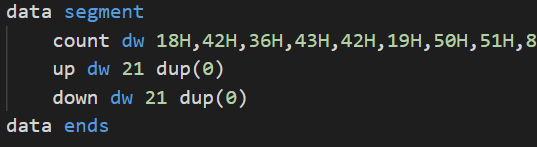 data segment
count dw 18H,42H,36H,43H,42H,19H,50H,51H,8
up dw 21 dup(0)
down dw 21 dup(0)
data ends